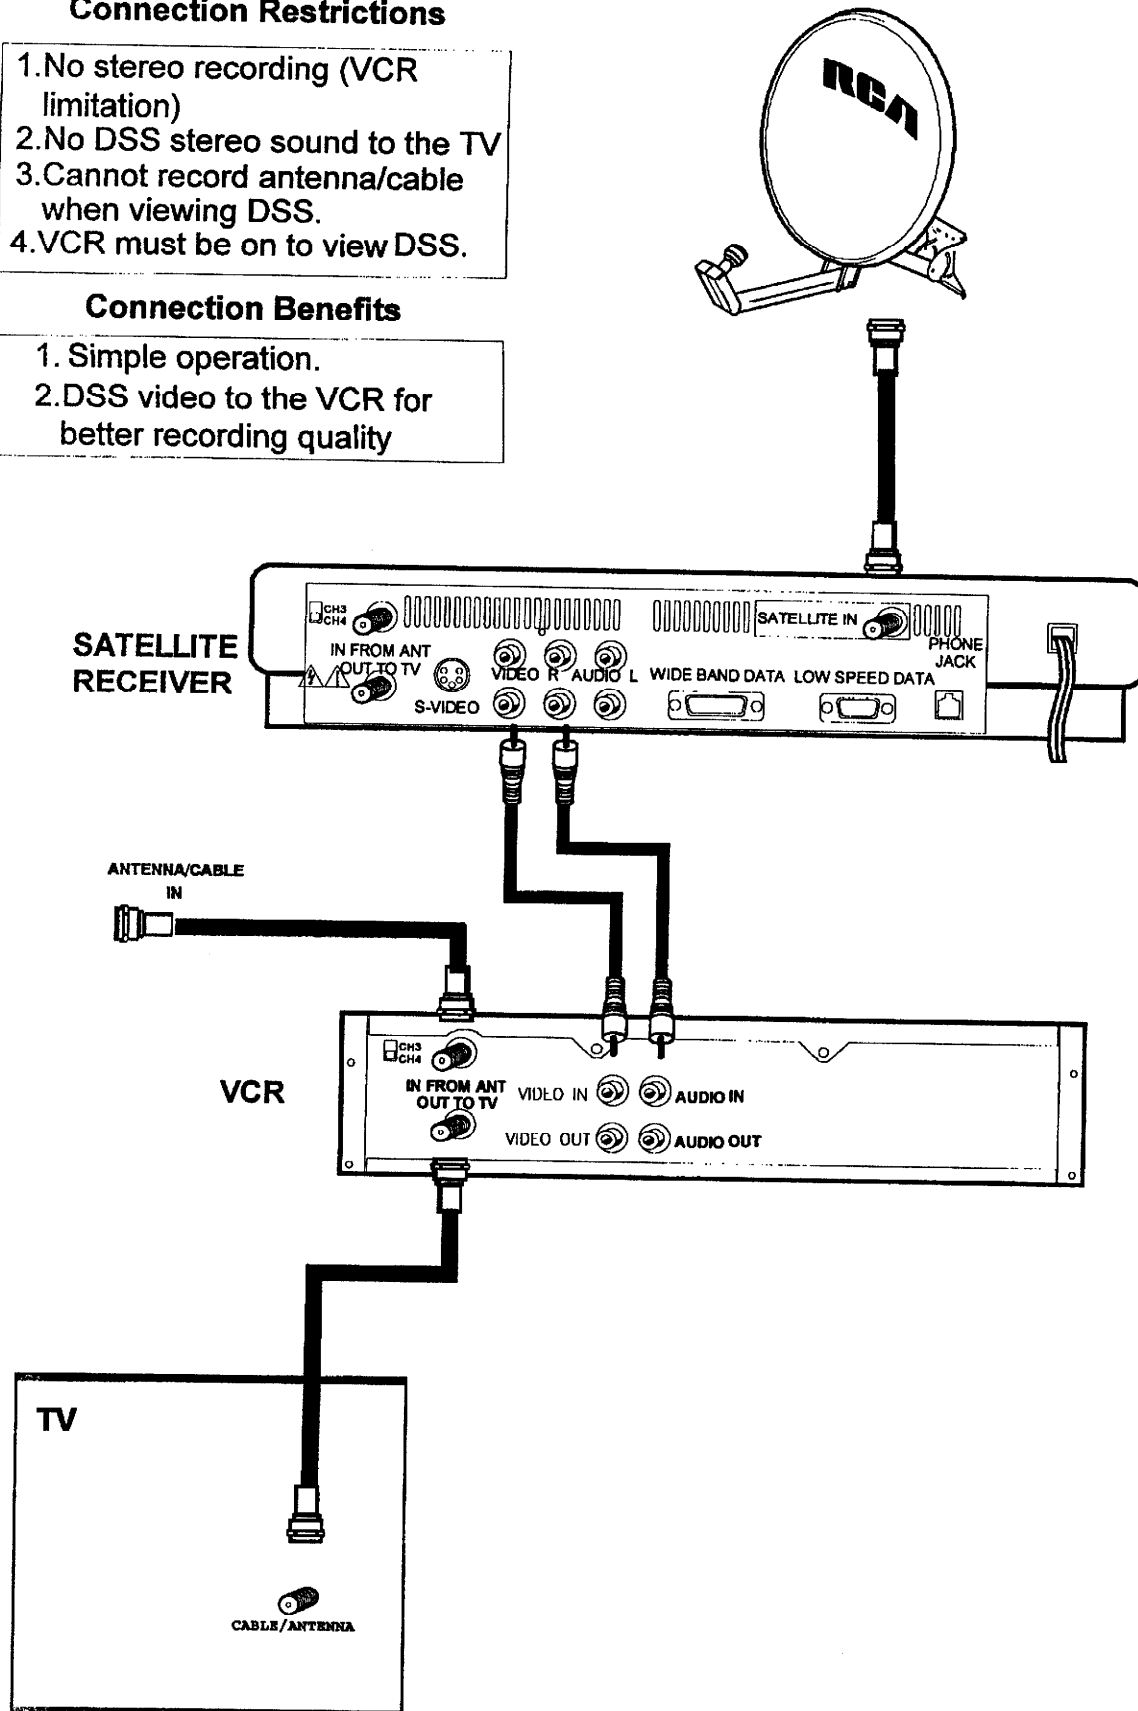 Connection Restrictions
1.No stereo recording (VCR
limitation)
2.No DSS stereo sound to the TV
3.Cannot record antenna/cable
when viewing DSS.
4.VCR must be on to view DSS.
Connection Benefits
1. Simple operation.
2.DSS video to the VCR for
better recording quality
RCA
SATELLITE
RECEIVER
CH3
CH4
IN FROM ANT
OUT TO TV
S-VIDEO
VIDEO R AUDIO L
SATELLITE IN
WIDE BAND DATA
LOW SPEED DATA
PHONE
JACK
ANTENNA/CABLE
IN
VCR
CH3
CH4
IN FROM ANT
OUT TO TV
VIDEO IN
AUDIO IN
VIDEO OUT
AUDIO OUT
TV
CABLE/ANTENNA